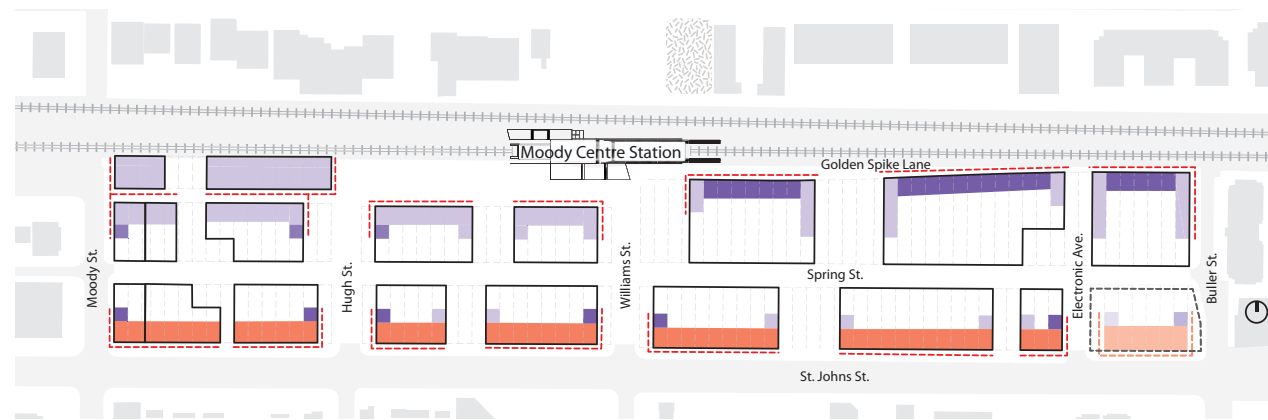 Moody Centre Station
Golden Spike Lane
Moody St.
Hugh St.
Williams St.
Spring St.
Electronic Ave.
Buller St.
St. Johns St.